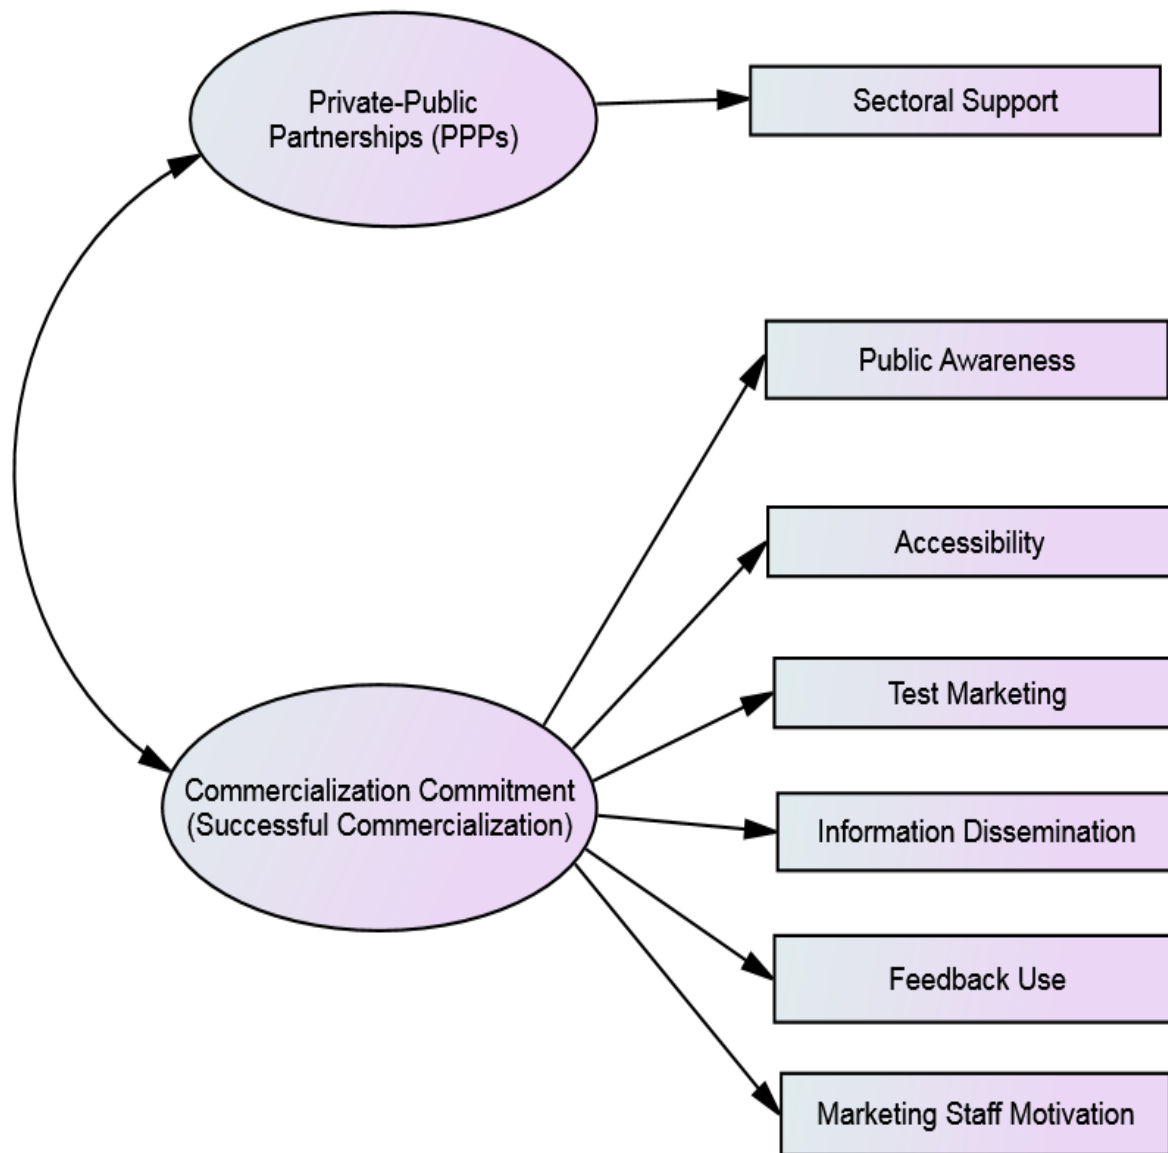 Private-Public
Partnerships (PPPs)
Sectoral Support
Public Awareness
Accessibility
Test Marketing
Commercialization Commitment
(Successful Commercialization)
Information Dissemination
Feedback Use
Marketing Staff Motivation